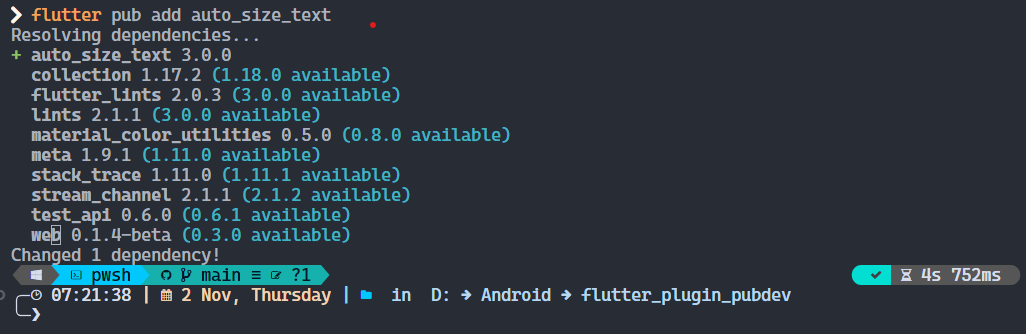 ❯ flutter pub add auto_size_text
Resolving dependencies...
+ auto_size_text 3.0.0
collection 1.17.2 (1.18.0 available)
flutter_lints 2.0.3 (3.0.0 available)
lints 2.1.1 (3.0.0 available)
material_color_utilities 0.5.0 (0.8.0 available)
meta 1.9.1 (1.11.0 available)
stack_trace 1.11.0 (1.11.1 available)
stream_channel 2.1.1 (2.1.2 available)
test_api 0.6.0 (0.6.1 available)
web 0.1.4-beta (0.3.0 available)
Changed 1 dependency!
pwsh main ≡ ?1 ✔ 4s 752ms
07:21:38 | 2 Nov, Thursday | in D: → Android → flutter_plugin_pubdev
❯